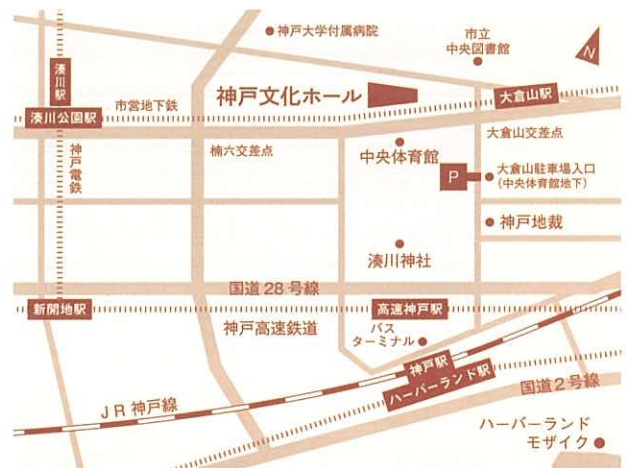 神戸大学付属病院
市立
中央図書館
N
湊川駅
市営地下鉄
神戸文化ホール
大倉山駅
湊川公園駅
神戸電鉄
楠六交差点
中央体育館
大倉山交差点
P
大倉山駐車場入口
(中央体育館地下)
神戸地裁
湊川神社
国道28号線
新開地駅
神戸高速鉄道
高速神戸駅
バス
ターミナル
神戸駅
ハーバーランド駅
国道2号線
JR神戸線
ハーバーランド
モザイク